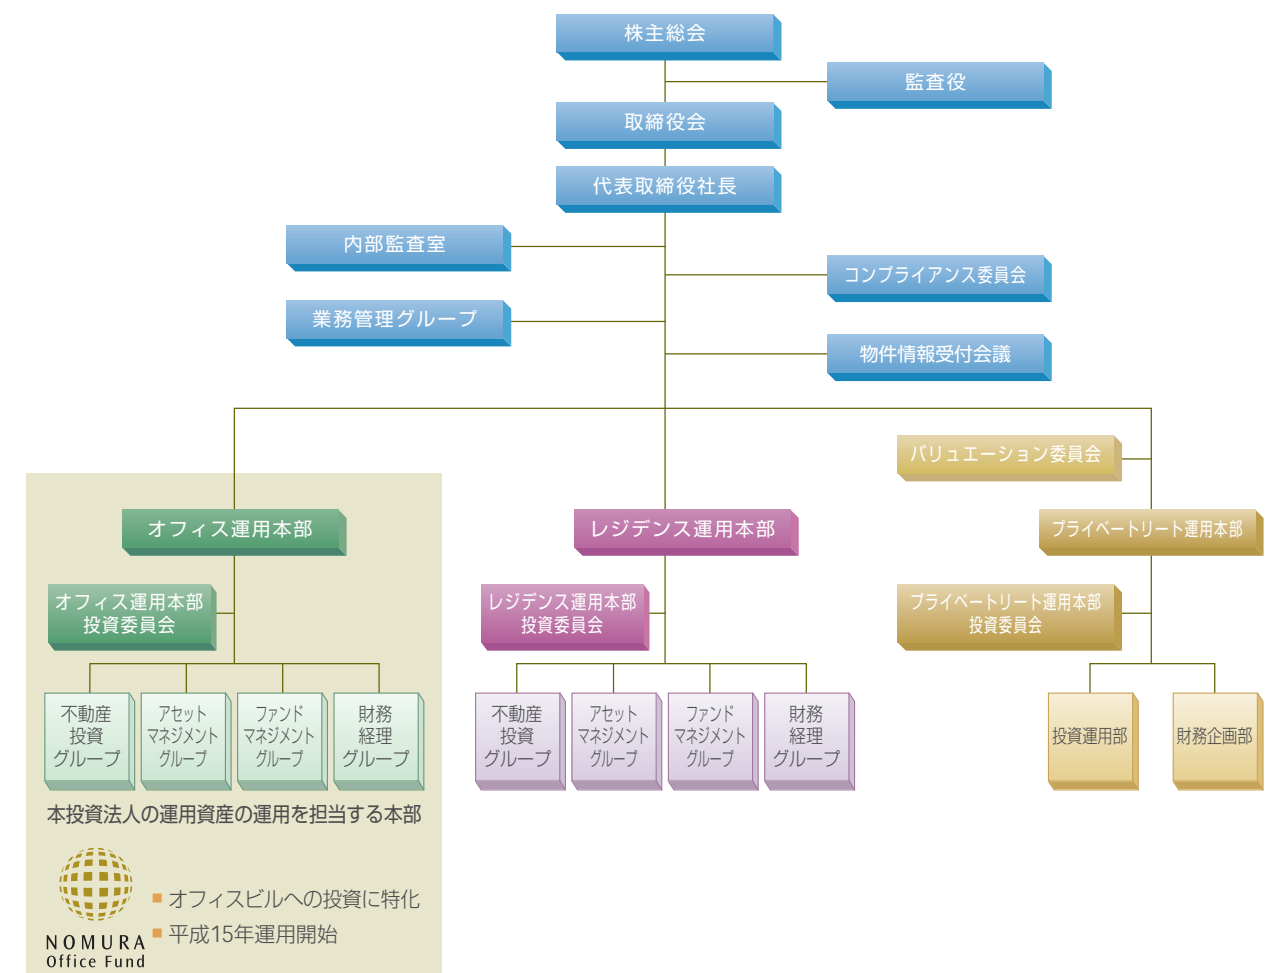 株主総会
監査役
取締役会
代表取締役社長
内部監査室
コンプライアンス委員会
業務管理グループ
物件情報受付会議
バリュエーション委員会
オフィス運用本部
レジデンス運用本部
プライベートリート運用本部
オフィス運用本部
投資委員会
レジデンス運用本部
投資委員会
プライベートリート運用本部
投資委員会
不動産
投資
グループ
アセット
マネジメント
グループ
ファンド
マネジメント
グループ
財務
経理
グループ
不動産
投資
グループ
アセット
マネジメント
グループ
ファンド
マネジメント
グループ
財務
経理
グループ
投資運用部
財務企画部
本投資法人の運用資産の運用を担当する本部
NOMURA
Office Fund
オフィスビルへの投資に特化
平成15年運用開始